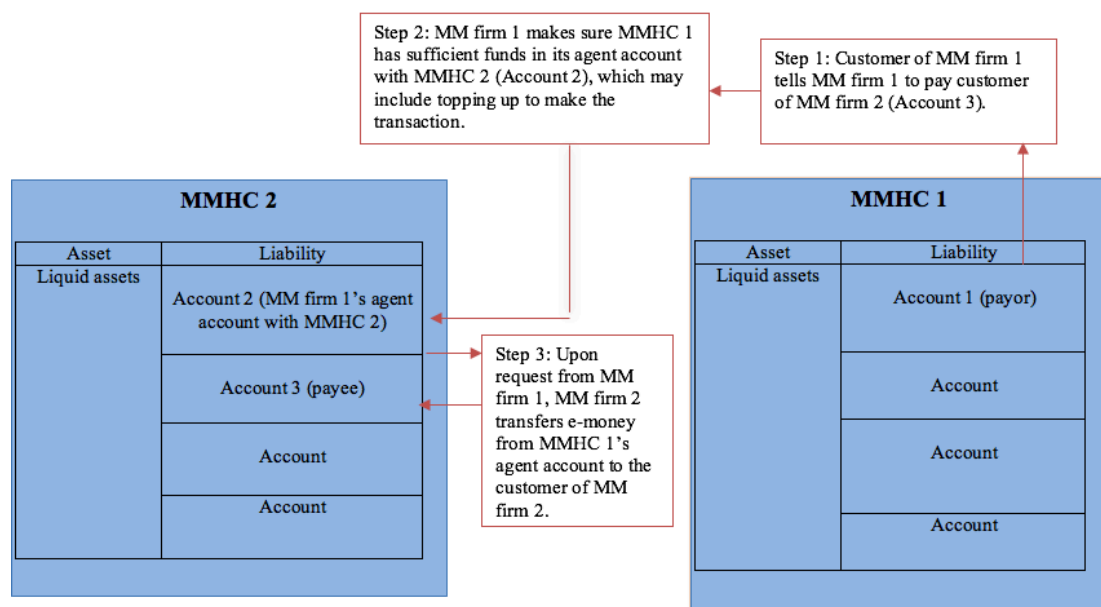 Step 2: MM firm 1 makes sure MMHC 1
has sufficient funds in its agent account
with MMHC 2 (Account 2), which may
include topping up to make the
transaction.
Step 1: Customer of MM firm 1
tells MM firm 1 to pay customer
of MM firm 2 (Account 3).
MMHC 2
Asset Liability
Liquid assets
Account 2 (MM firm 1’s agent
account with MMHC 2)
Account 3 (payee)
Account
Account
Step 3: Upon
request from MM
firm 1, MM firm 2
transfers e-money
from MMHC 1’s
agent account to the
customer of MM
firm 2.
MMHC 1
Asset Liability
Liquid assets
Account 1 (payor)
Account
Account
Account